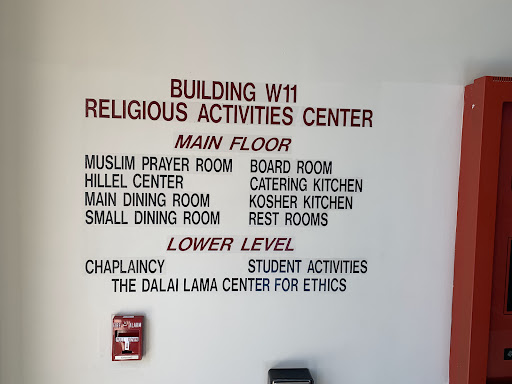 BUILDING W11
RELIGIOUS ACTIVITIES CENTER
MAIN FLOOR
MUSLIM PRAYER ROOM BOARD ROOM
HILLEL CENTER CATERING KITCHEN
MAIN DINING ROOM KOSHER KITCHEN
SMALL DINING ROOM REST ROOMS
LOWER LEVEL
CHAPLAINCY STUDENT ACTIVITIES
THE DALAI LAMA CENTER FOR ETHICS